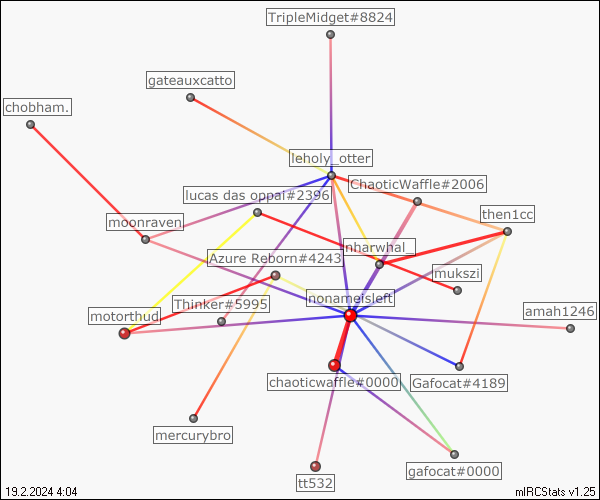 TripleMidget#8824
gateauxcatto
chobham.
leholy_otter
ChaoticWaffle#2006
lucas das oppai#2396
then1cc
moonraven
nharwhal_
Azure Reborn#4243
mukszi
nonameisleft
Thinker#5995
amah1246
motorthud
chaoticwaffle#0000
Gafocat#4189
mercurybro
gafocat#0000
tt532
19.2.2024 4:04
mIRCStats v1.25